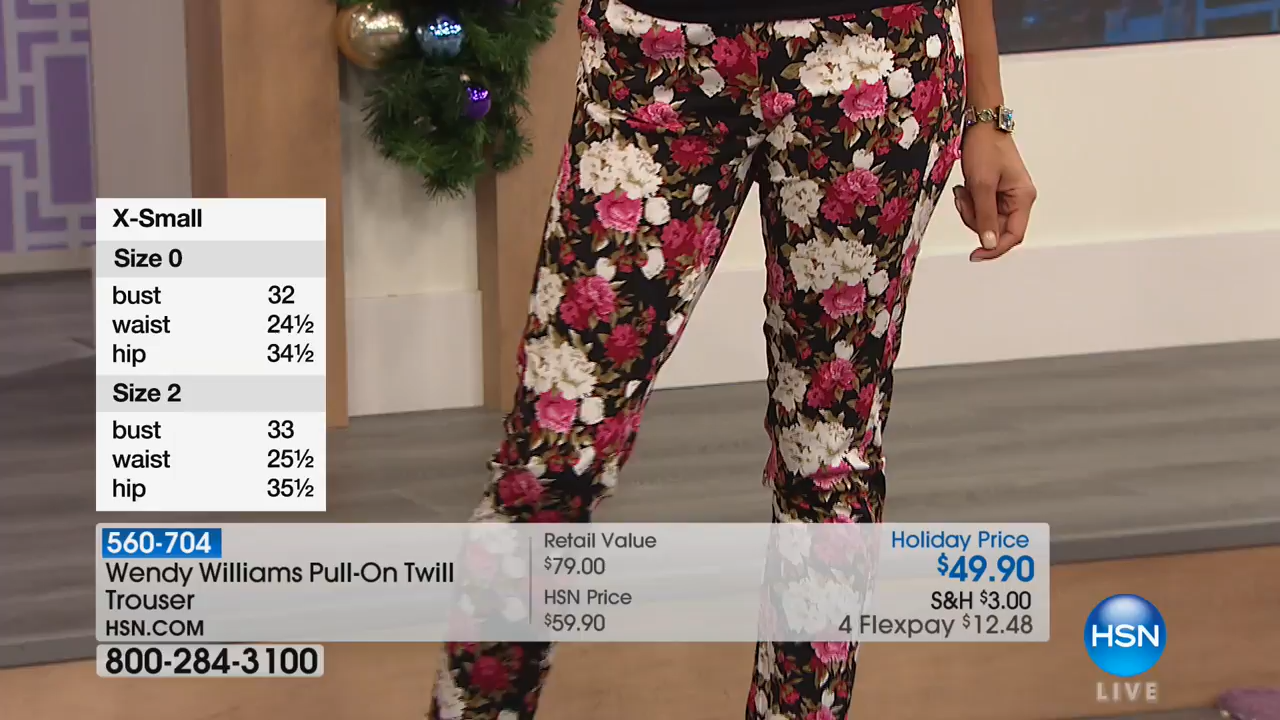 X-Small
Size 0
bust 32
waist 24½
hip 34½
Size 2
bust 33
waist 25½
hip 35½
560-704
Wendy Williams Pull-On Twill
Trouser
HSN.COM
Retail Value
$79.00
HSN Price
$59.90
Holiday Price
$49.90
S&H $3.00
4 Flexpay $12.48
800-284-3100
HSN
LIVE